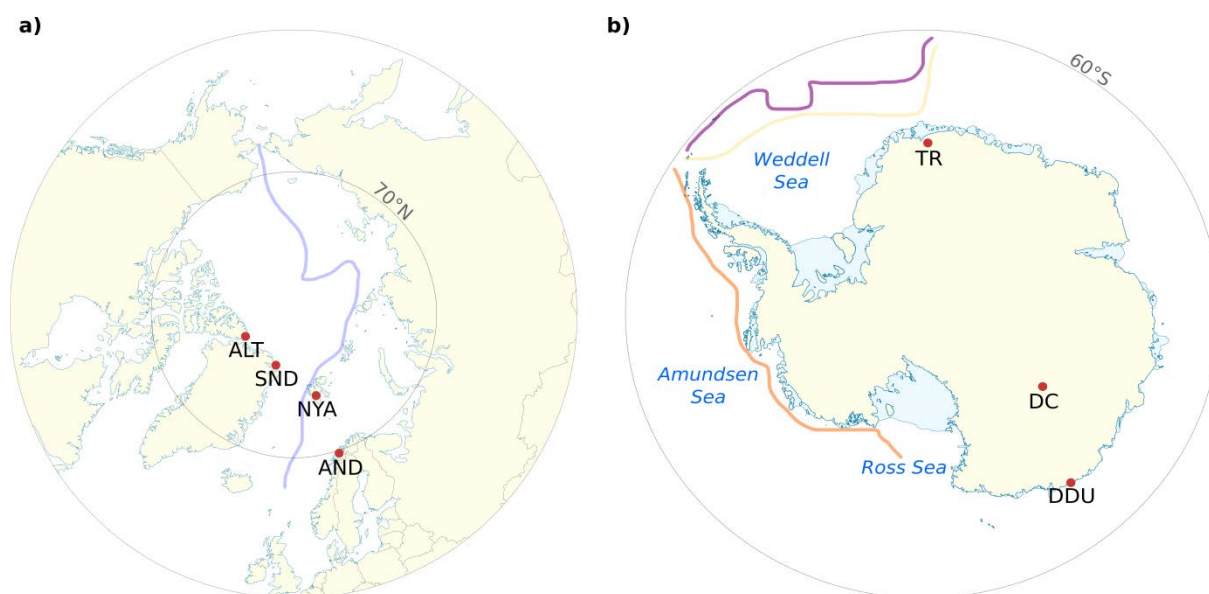 a)
70°N
ALT
SND
NYA
AND
b)
60°S
TR
Weddell
Sea
Amundsen
Sea
DC
Ross Sea
DDU